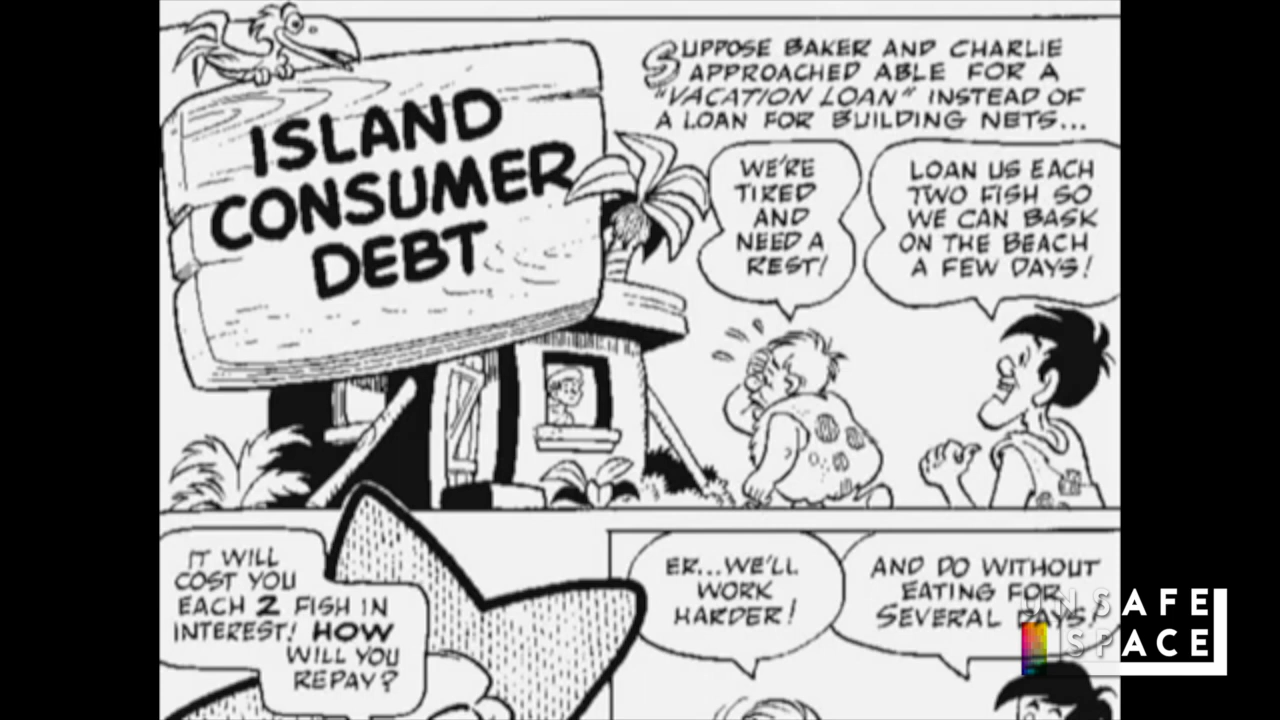 ISLAND
CONSUMER
DEBT
SUPPOSE BAKER AND CHARLIE
APPROACHED ABLE FOR A
"VACATION LOAN" INSTEAD OF
A LOAN FOR BUILDING NETS...
WE'RE
TIRED
AND
NEED A
REST!
LOAN US EACH
TWO FISH SO
WE CAN BASK
ON THE BEACH
A FEW DAYS!
IT WILL
COST YOU
EACH 2 FISH IN
INTEREST! HOW
WILL YOU
REPAY?
ER...WE'LL
WORK
HARDER!
AND DO WITHOUT
EATING FOR
SEVERAL DAYS!
UNSAFE
SPACE